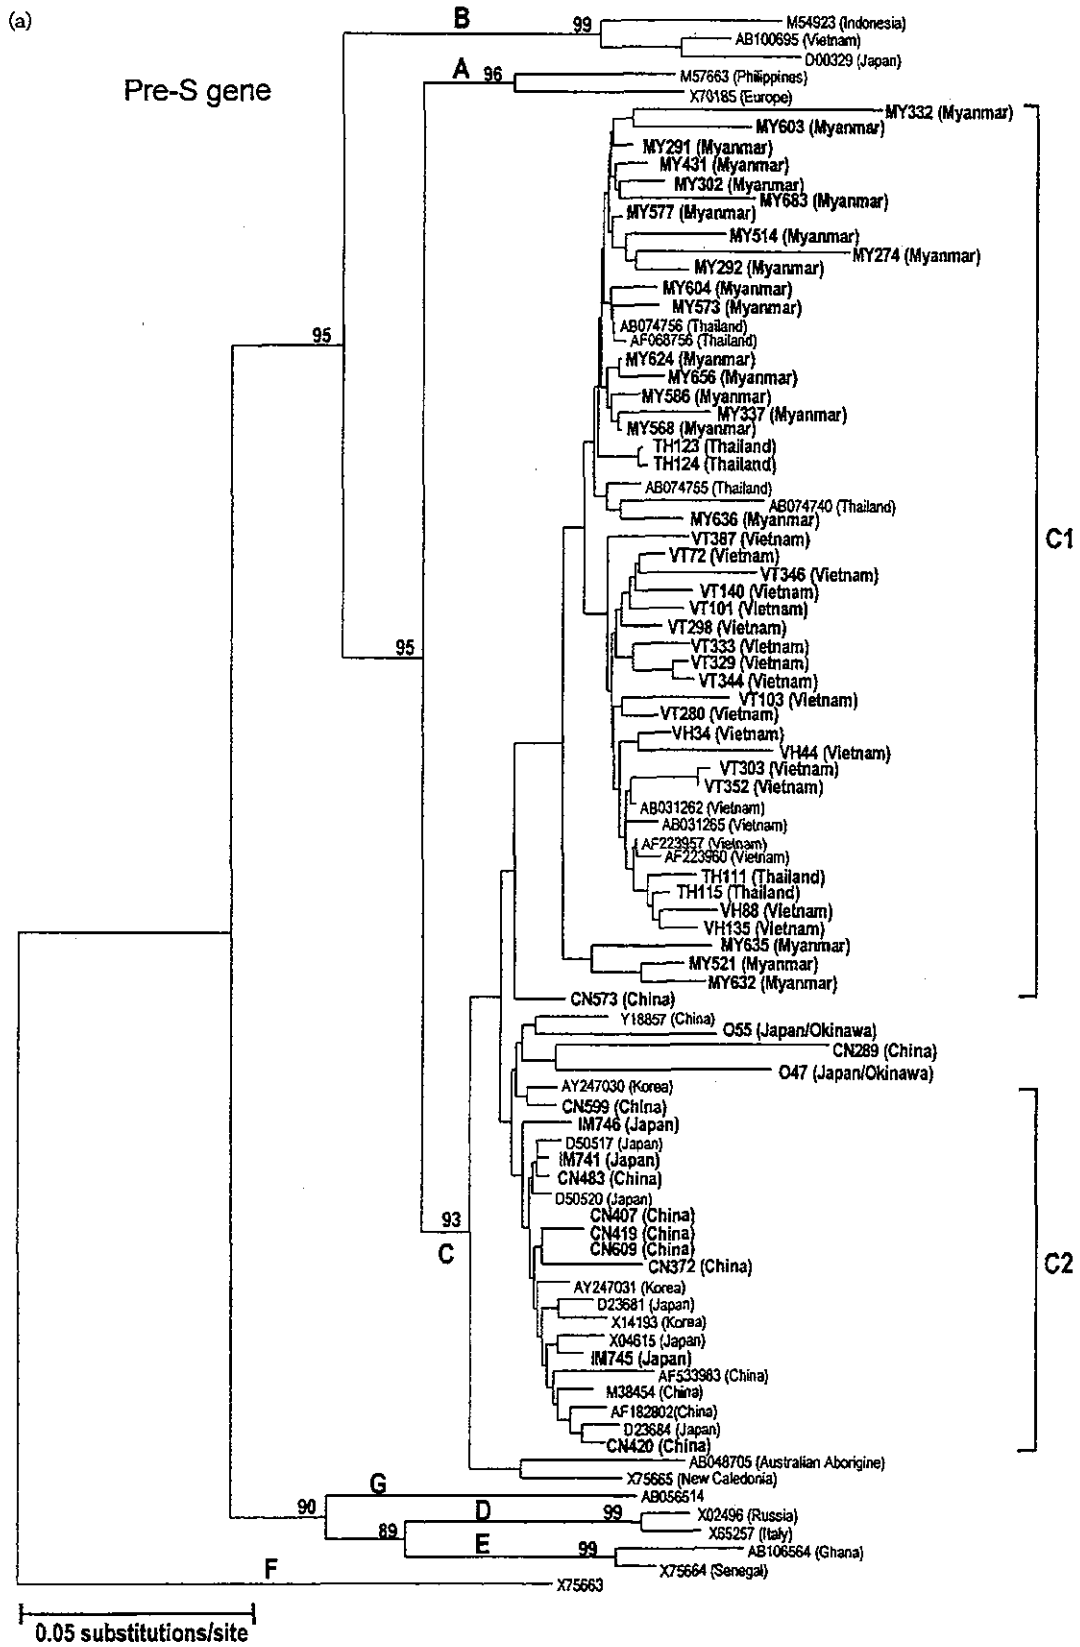 (a)
Pre-S gene
B
99
M54923 (Indonesia)
AB100695 (Vietnam)
D00329 (Japan)
A
96
M57663 (Philippines)
X70185 (Europe)
MY332 (Myanmar)
MY603 (Myanmar)
MY291 (Myanmar)
MY431 (Myanmar)
MY302 (Myanmar)
MY683 (Myanmar)
MY577 (Myanmar)
MY514 (Myanmar)
MY274 (Myanmar)
MY292 (Myanmar)
MY604 (Myanmar)
MY573 (Myanmar)
AB074756 (Thailand)
AF068756 (Thailand)
95
MY624 (Myanmar)
MY656 (Myanmar)
MY586 (Myanmar)
MY337 (Myanmar)
MY568 (Myanmar)
TH123 (Thailand)
TH124 (Thailand)
AB074755 (Thailand)
AB074740 (Thailand)
MY636 (Myanmar)
C1
VT387 (Vietnam)
VT72 (Vietnam)
VT346 (Vietnam)
VT140 (Vietnam)
VT101 (Vietnam)
VT298 (Vietnam)
95
VT333 (Vietnam)
VT329 (Vietnam)
VT344 (Vietnam)
VT103 (Vietnam)
VT280 (Vietnam)
VH34 (Vietnam)
VH44 (Vietnam)
VT303 (Vietnam)
VT352 (Vietnam)
AB031262 (Vietnam)
AB031265 (Vietnam)
AF223957 (Vietnam)
AF223960 (Vietnam)
TH111 (Thailand)
TH115 (Thailand)
VH88 (Vietnam)
VH135 (Vietnam)
MY635 (Myanmar)
MY521 (Myanmar)
MY632 (Myanmar)
CN573 (China)
Y18857 (China)
O55 (Japan/Okinawa)
CN289 (China)
O47 (Japan/Okinawa)
AY247030 (Korea)
CN599 (China)
IM746 (Japan)
D50517 (Japan)
IM741 (Japan)
CN483 (China)
D50520 (Japan)
CN407 (China)
93
CN419 (China)
CN609 (China)
C
CN372 (China)
C2
AY247031 (Korea)
D23681 (Japan)
X14193 (Korea)
X04615 (Japan)
IM745 (Japan)
AF533983 (China)
M38454 (China)
AF182802(China)
D23684 (Japan)
CN420 (China)
AB048705 (Australian Aborigine)
X75665 (New Caledonia)
G
AB056514
90
D
99
X02496 (Russia)
89
X65257 (Italy)
E
99
AB106564 (Ghana)
X75664 (Senegal)
F
X75663
0.05 substitutions/site